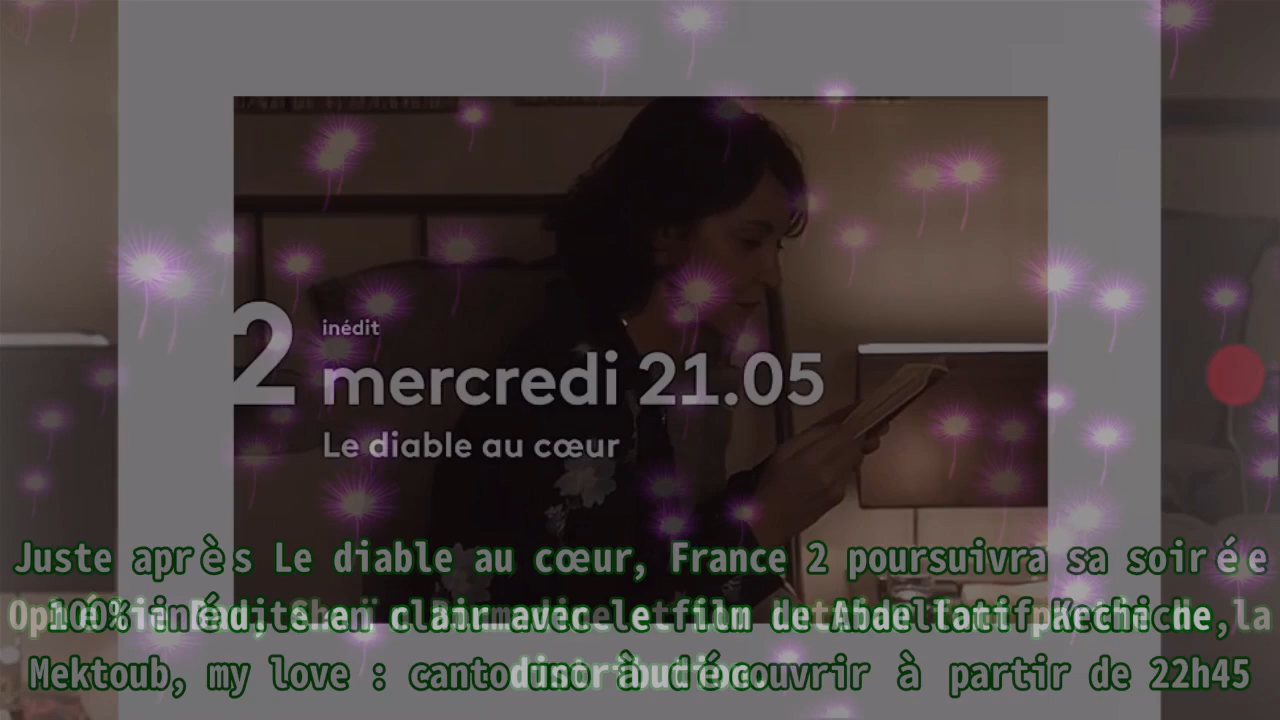 2
inédit
mercredi 21.05
Le diable au cœur
Juste après Le diable au cœur, France 2 poursuivra sa soirée
100% inédite en clair avec le film de Abdellatif Kechiche,
Mektoub, my love : canto uno à découvrir à partir de 22h45